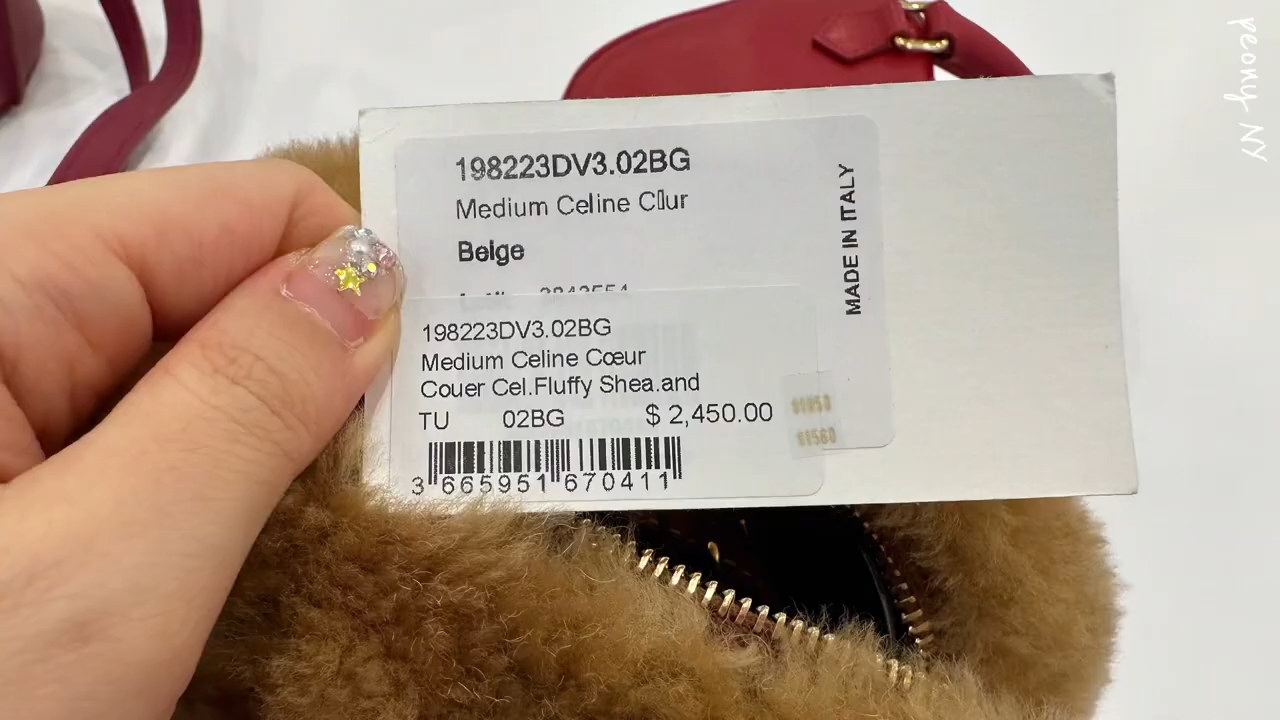 peony NY
198223DV3.02BG
Medium Celine C▯ur
Beige
MADE IN ITALY
198223DV3.02BG
Medium Celine Cœur
Couer Cel.Fluffy Shea.and
TU 02BG $ 2,450.00
3 665951 670411